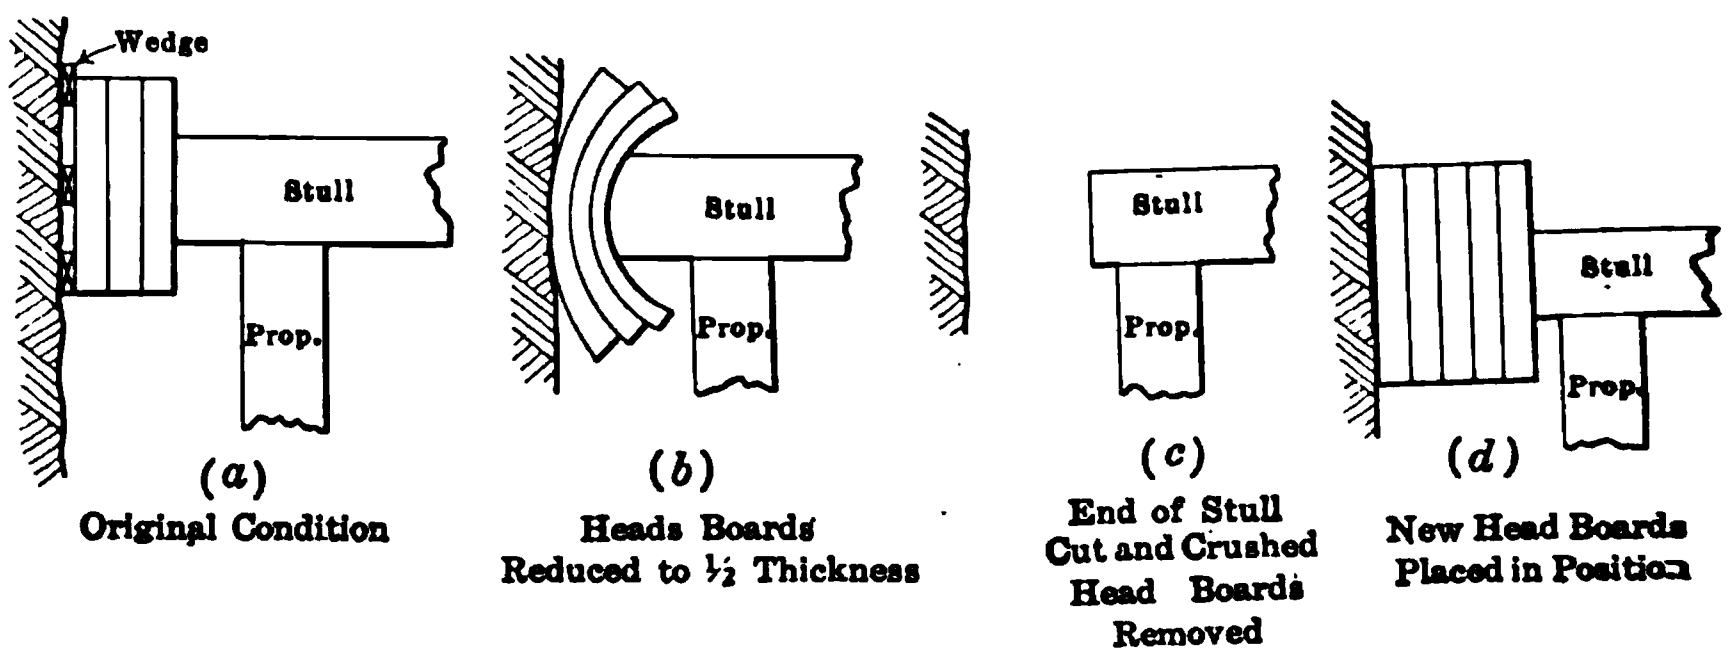 Wedge
Stull
Prop.
(a)
Original Condition
Stull
Prop.
(b)
Heads Boards
Reduced to ½ Thickness
Stull
Prop.
(c)
End of Stull
Cut and Crushed
Head Boards
Removed
Stull
Prop.
(d)
New Head Boards
Placed in Position